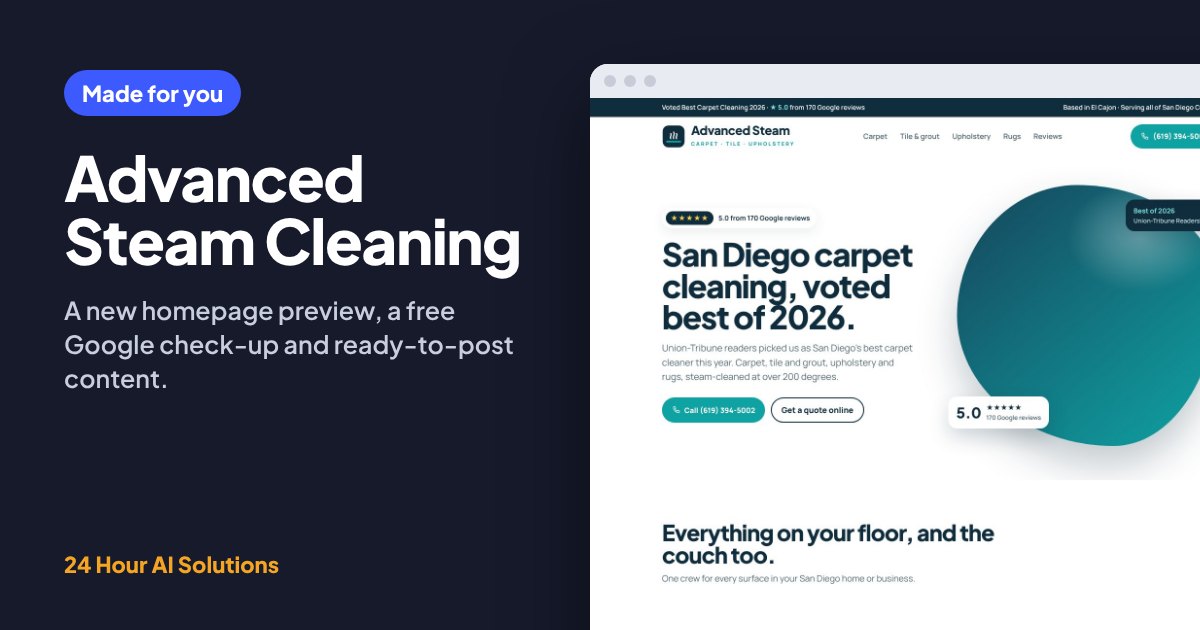 Made for you
Advanced
Steam Cleaning
A new homepage preview, a free
Google check-up and ready-to-post
content.
24 Hour AI Solutions
Voted Best Carpet Cleaning 2026 · ★ 5.0 from 170 Google reviews
Based in El Cajon · Serving all of San Diego
Advanced Steam
CARPET · TILE · UPHOLSTERY
Carpet Tile & grout Upholstery Rugs Reviews
(619) 394-500
★★★★★ 5.0 from 170 Google reviews
San Diego carpet
cleaning, voted
best of 2026.
Union-Tribune readers picked us as San Diego's best carpet
cleaner this year. Carpet, tile and grout, upholstery and
rugs, steam-cleaned at over 200 degrees.
Call (619) 394-5002
Get a quote online
Best of 2026
Union-Tribune Readers
5.0 ★★★★★
170 Google reviews
Everything on your floor, and the
couch too.
One crew for every surface in your San Diego home or business.